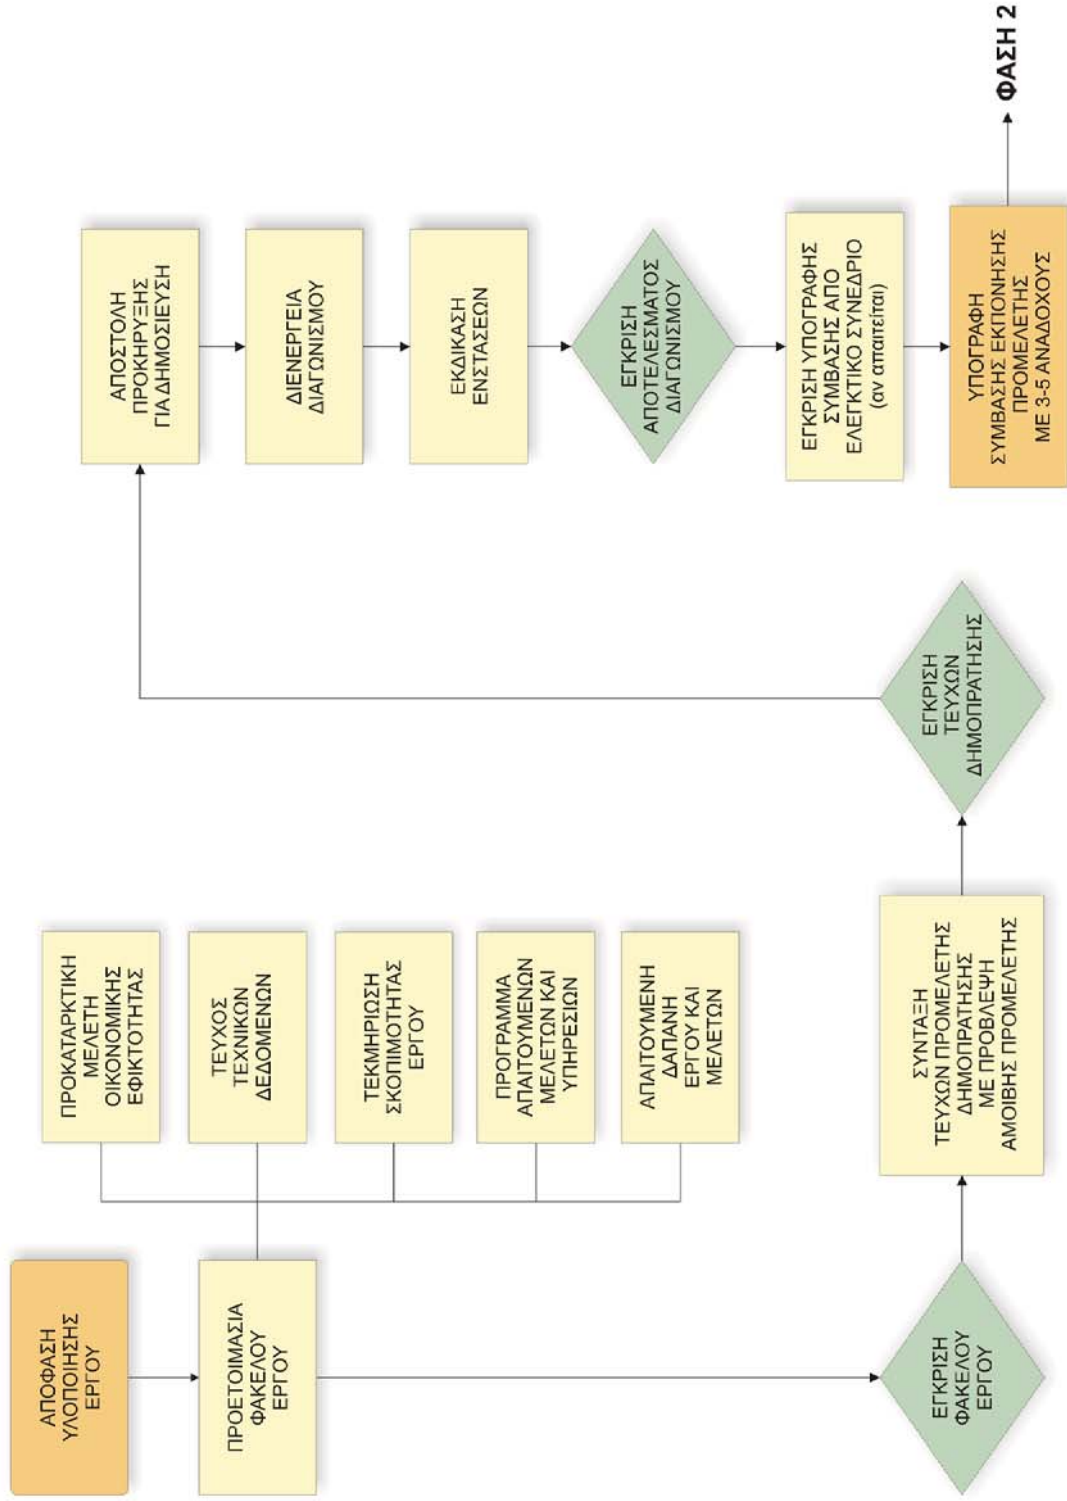 ΑΠΟΦΑΣΗ
ΥΛΟΠΟΙΗΣΗΣ
ΕΡΓΟΥ
ΠΡΟΕΤΟΙΜΑΣΙΑ
ΦΑΚΕΛΟΥ
ΕΡΓΟΥ
ΠΡΟΚΑΤΑΡΚΤΙΚΗ
ΜΕΛΕΤΗ
ΟΙΚΟΝΟΜΙΚΗΣ
ΕΦΙΚΤΟΤΗΤΑΣ
ΤΕΥΧΟΣ
ΤΕΧΝΙΚΩΝ
ΔΕΔΟΜΕΝΩΝ
ΤΕΚΜΗΡΙΩΣΗ
ΣΚΟΠΙΜΟΤΗΤΑΣ
ΕΡΓΟΥ
ΠΡΟΓΡΑΜΜΑ
ΑΠΑΙΤΟΥΜΕΝΩΝ
ΜΕΛΕΤΩΝ ΚΑΙ
ΥΠΗΡΕΣΙΩΝ
ΑΠΑΙΤΟΥΜΕΝΗ
ΔΑΠΑΝΗ
ΕΡΓΟΥ ΚΑΙ
ΜΕΛΕΤΩΝ
ΕΓΚΡΙΣΗ
ΦΑΚΕΛΟΥ
ΕΡΓΟΥ
ΣΥΝΤΑΞΗ
ΤΕΥΧΩΝ ΠΡΟΜΕΛΕΤΗΣ
ΔΗΜΟΠΡΑΤΗΣΗΣ
ΜΕ ΠΡΟΒΛΕΨΗ
ΑΜΟΙΒΗΣ ΠΡΟΜΕΛΕΤΗΣ
ΕΓΚΡΙΣΗ
ΤΕΥΧΩΝ
ΔΗΜΟΠΡΑΤΗΣΗΣ
ΑΠΟΣΤΟΛΗ
ΠΡΟΚΗΡΥΞΗΣ
ΓΙΑ ΔΗΜΟΣΙΕΥΣΗ
ΔΙΕΝΕΡΓΕΙΑ
ΔΙΑΓΩΝΙΣΜΟΥ
ΕΚΔΙΚΑΣΗ
ΕΝΣΤΑΣΕΩΝ
ΕΓΚΡΙΣΗ
ΑΠΟΤΕΛΕΣΜΑΤΟΣ
ΔΙΑΓΩΝΙΣΜΟΥ
ΕΓΚΡΙΣΗ ΥΠΟΓΡΑΦΗΣ
ΣΥΜΒΑΣΗΣ ΑΠΟ
ΕΛΕΓΚΤΙΚΟ ΣΥΝΕΔΡΙΟ
(αν απαιτείται)
ΥΠΟΓΡΑΦΗ
ΣΥΜΒΑΣΗΣ ΕΚΠΟΝΗΣΗΣ
ΠΡΟΜΕΛΕΤΗΣ
ΜΕ 3-5 ΑΝΑΔΟΧΟΥΣ
ΦΑΣΗ 2